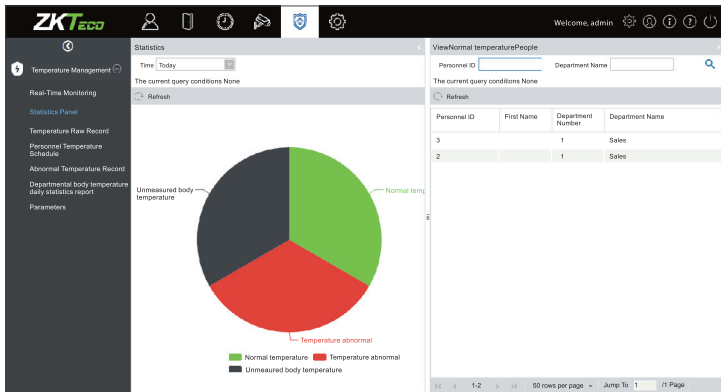 ZKTeco
Welcome, admin
Temperature Management
Real-Time Monitoring
Statistics Panel
Temperature Raw Record
Personnel Temperature
Schedule
Abnormal Temperature Record
Departmental body temperature
daily statistics report
Parameters
Statistics
Time Today
The current query conditions None
Refresh
Unmeasured body
temperature
Normal temp
Temperature abnormal
Normal temperature Temperature abnormal
Unmeaured body temperature
ViewNormal temperaturePeople
Personnel ID Department Name
The current query conditions None
Refresh
Personnel ID First Name Department
Number Department Name
3 1 Sales
2 1 Sales
1-2 50 rows per page Jump To 1 /1 Page